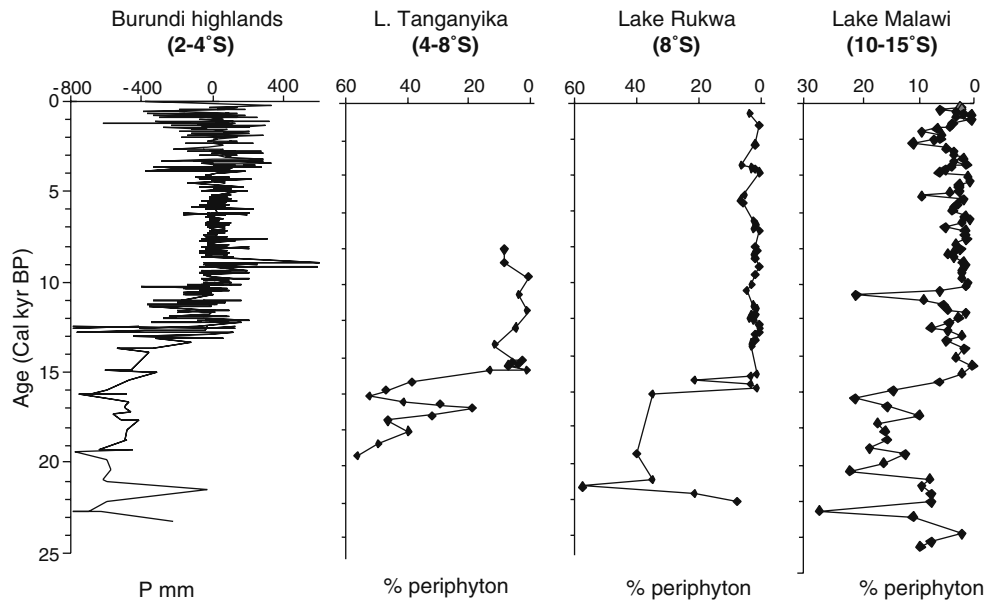 Burundi highlands
(2-4˚S)
L. Tanganyika
(4-8˚S)
Lake Rukwa
(8˚S)
Lake Malawi
(10-15˚S)
-800 -400 0 400
60 40 20 0
60 40 20 0
30 20 10 0
Age (Cal kyr BP)
0
5
10
15
20
25
P mm
% periphyton
% periphyton
% periphyton